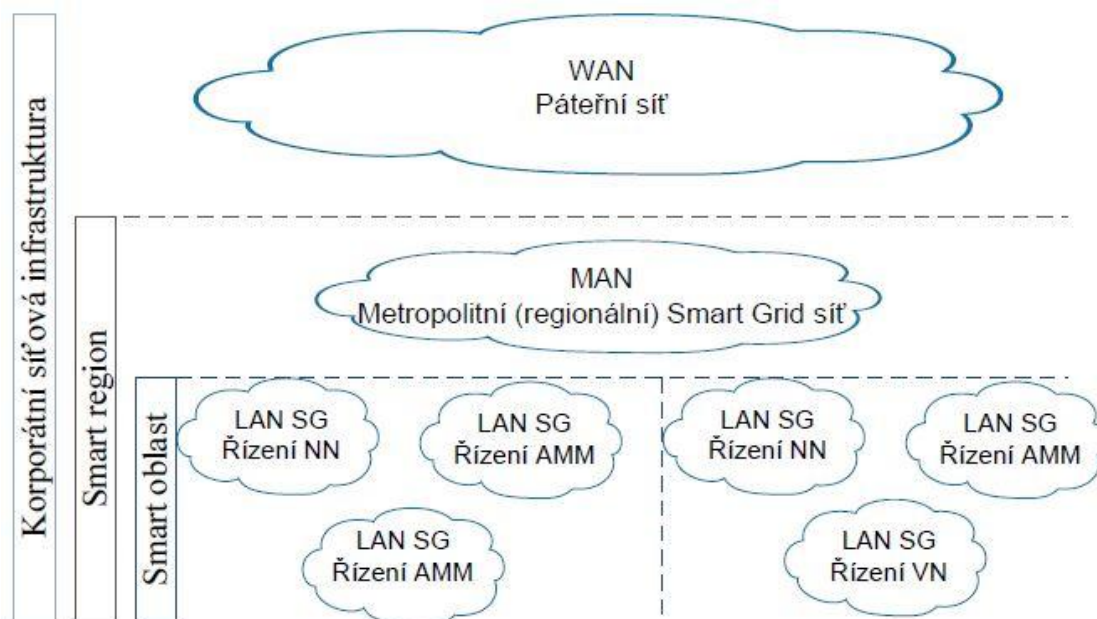 Korporátní síťová infrastruktura
Smart region
Smart oblast
WAN
Páteřní síť
MAN
Metropolitní (regionální) Smart Grid síť
LAN SG
Řízení NN
LAN SG
Řízení AMM
LAN SG
Řízení AMM
LAN SG
Řízení NN
LAN SG
Řízení AMM
LAN SG
Řízení VN